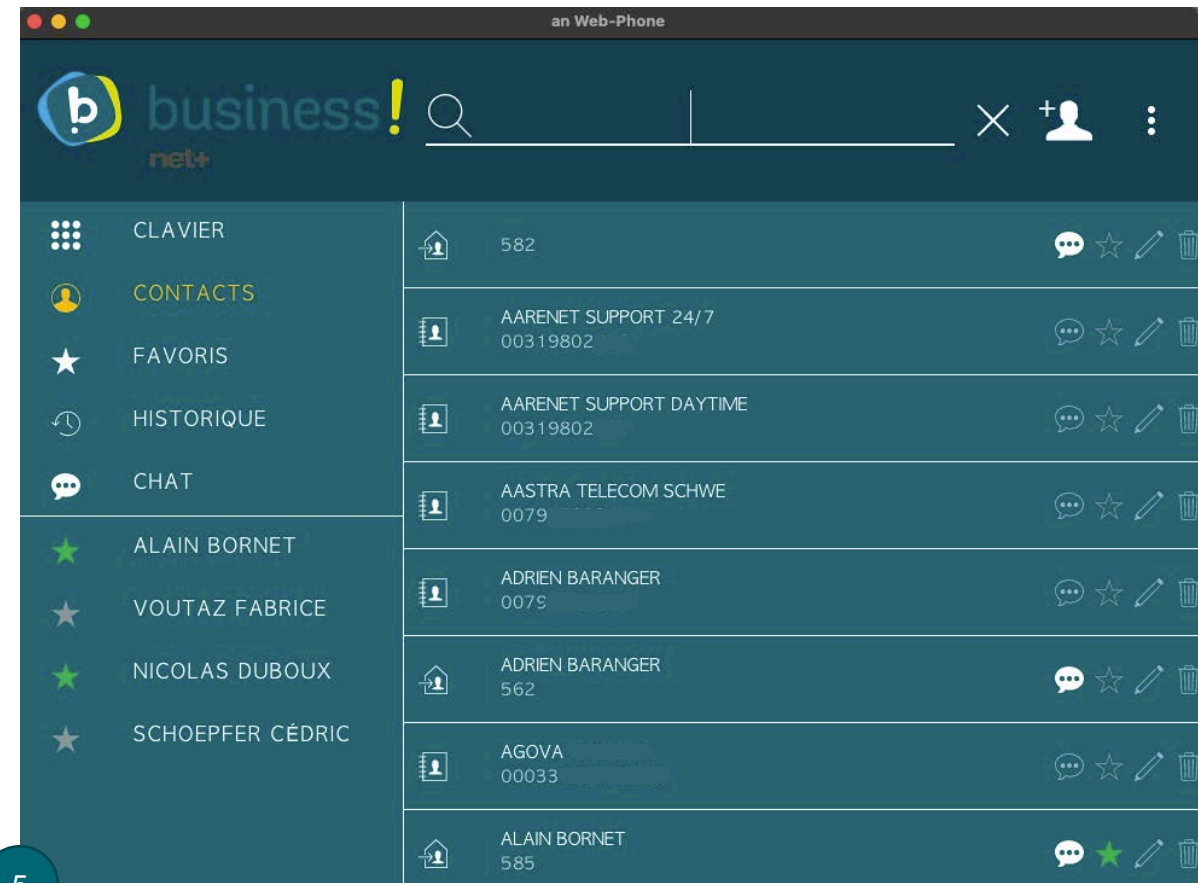 an Web-Phone
business!
net+
CLAVIER
CONTACTS
FAVORIS
HISTORIQUE
CHAT
ALAIN BORNET
VOUTAZ FABRICE
NICOLAS DUBOUX
SCHOEPFER CÉDRIC
582
AARENET SUPPORT 24/7
00319802
AARENET SUPPORT DAYTIME
00319802
AASTRA TELECOM SCHWE
0079
ADRIEN BARANGER
0079
ADRIEN BARANGER
562
AGOVA
00033
ALAIN BORNET
585
5